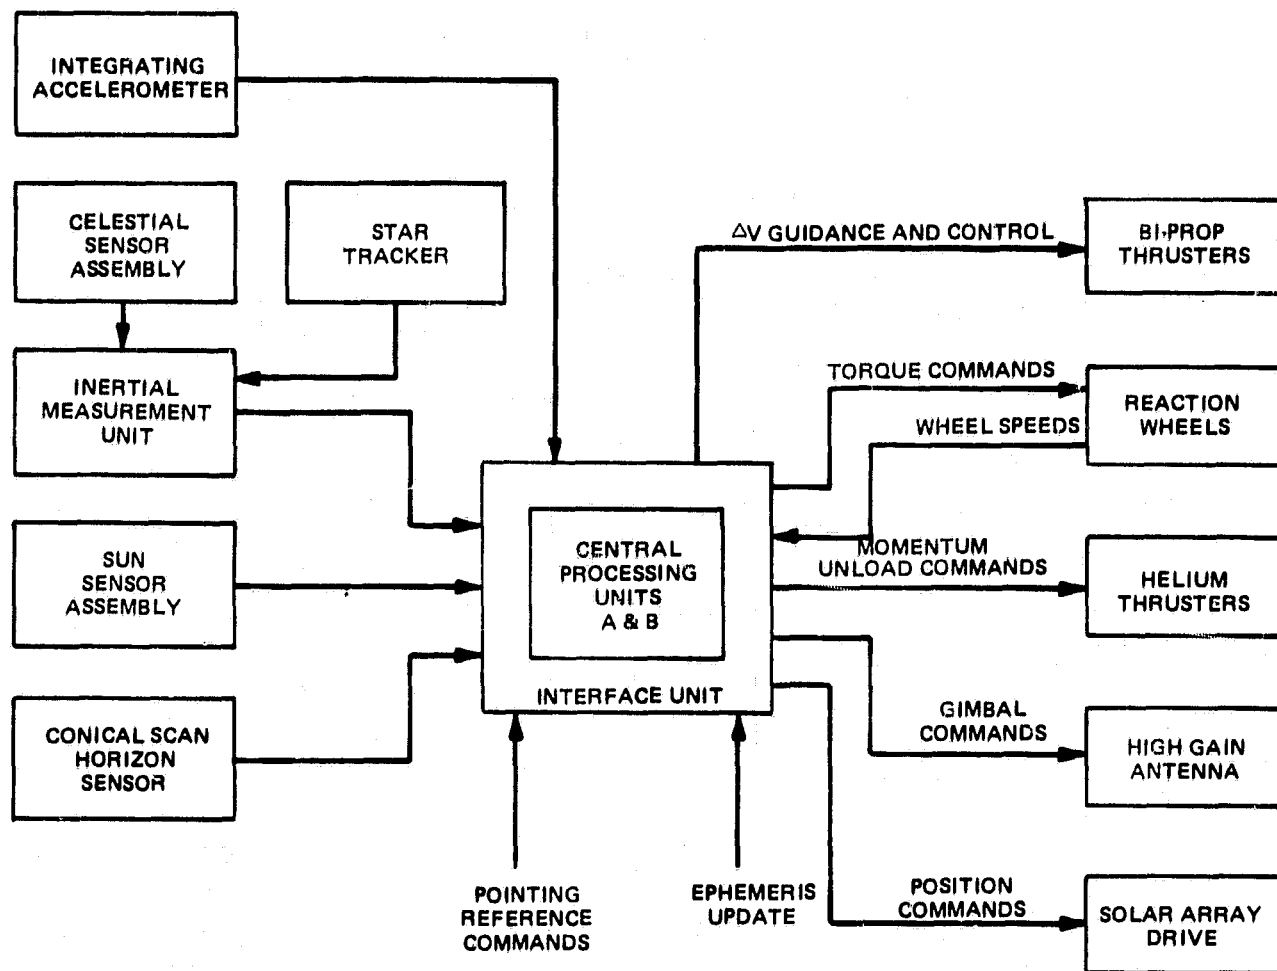 INTEGRATING
ACCELEROMETER
CELESTIAL
SENSOR
ASSEMBLY
STAR
TRACKER
INERTIAL
MEASUREMENT
UNIT
SUN
SENSOR
ASSEMBLY
CONICAL SCAN
HORIZON
SENSOR
CENTRAL
PROCESSING
UNITS
A & B
INTERFACE UNIT
POINTING
REFERENCE
COMMANDS
EPHEMERIS
UPDATE
ΔV GUIDANCE AND CONTROL
BI-PROP
THRUSTERS
TORQUE COMMANDS
WHEEL SPEEDS
REACTION
WHEELS
MOMENTUM
UNLOAD COMMANDS
HELIUM
THRUSTERS
GIMBAL
COMMANDS
HIGH GAIN
ANTENNA
POSITION
COMMANDS
SOLAR ARRAY
DRIVE